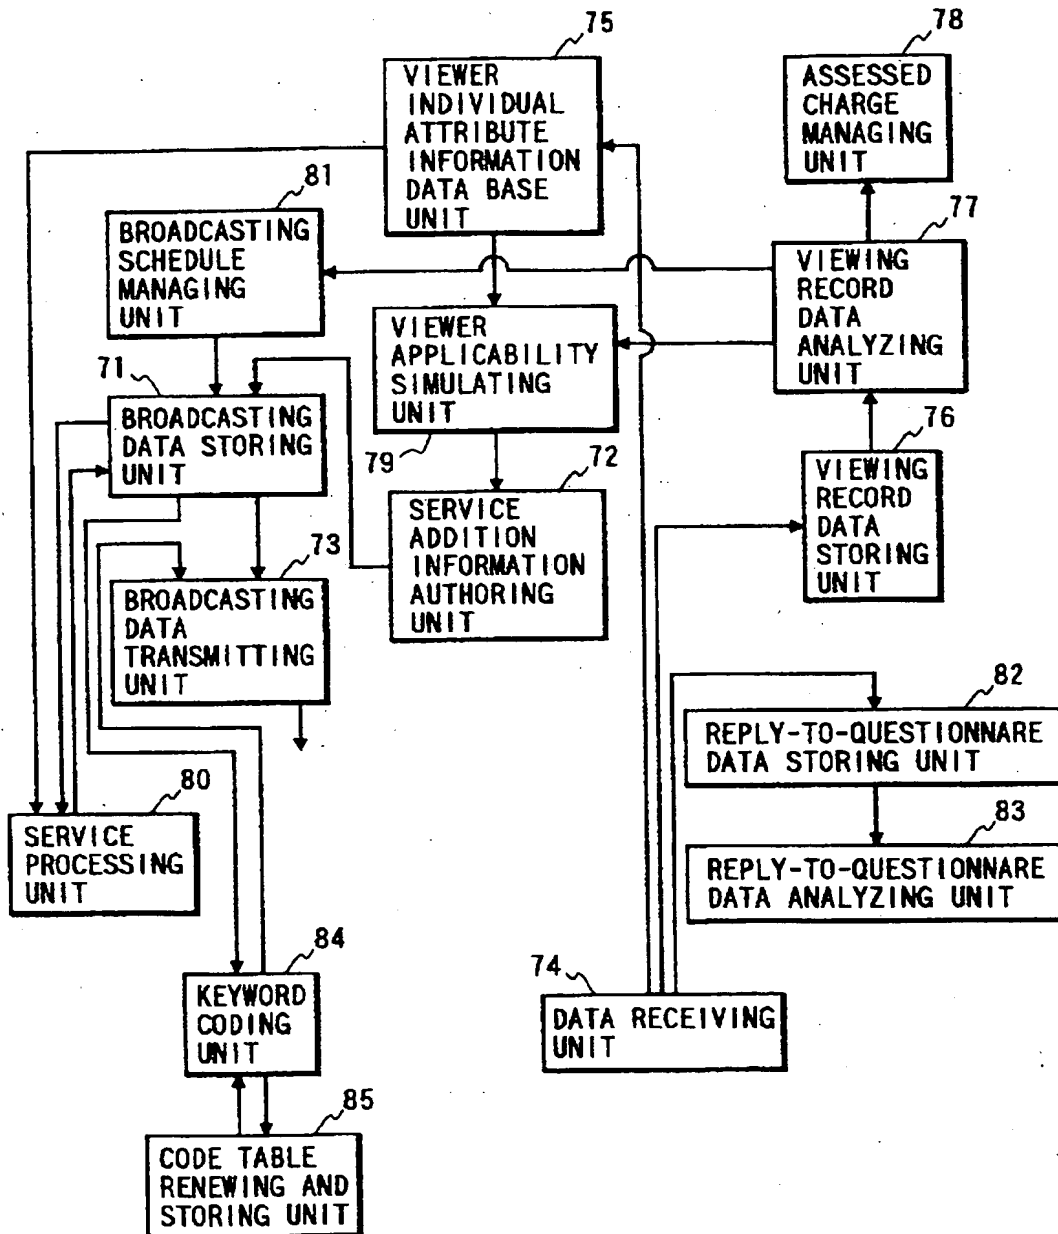 75
VIEWER
INDIVIDUAL
ATTRIBUTE
INFORMATION
DATA BASE
UNIT
78
ASSESSED
CHARGE
MANAGING
UNIT
81
BROADCASTING
SCHEDULE
MANAGING
UNIT
77
VIEWING
RECORD
DATA
ANALYZING
UNIT
VIEWER
APPLICABILITY
SIMULATING
UNIT
79
71
BROADCASTING
DATA STORING
UNIT
76
VIEWING
RECORD
DATA
STORING
UNIT
72
SERVICE
ADDITION
INFORMATION
AUTHORING
UNIT
73
BROADCASTING
DATA
TRANSMITTING
UNIT
82
REPLY-TO-QUESTIONNARE
DATA STORING UNIT
80
SERVICE
PROCESSING
UNIT
83
REPLY-TO-QUESTIONNARE
DATA ANALYZING UNIT
84
KEYWORD
CODING
UNIT
74
DATA RECEIVING
UNIT
85
CODE TABLE
RENEWING AND
STORING UNIT